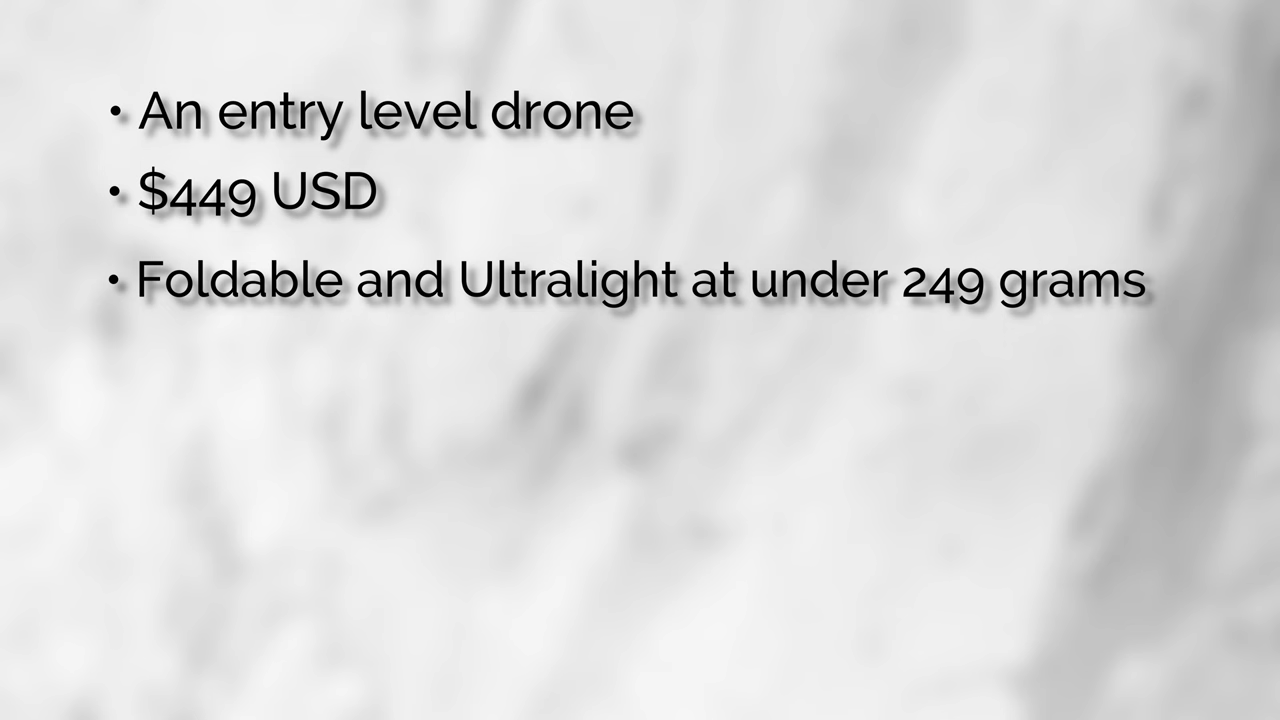 • An entry level drone
• $449 USD
• Foldable and Ultralight at under 249 grams